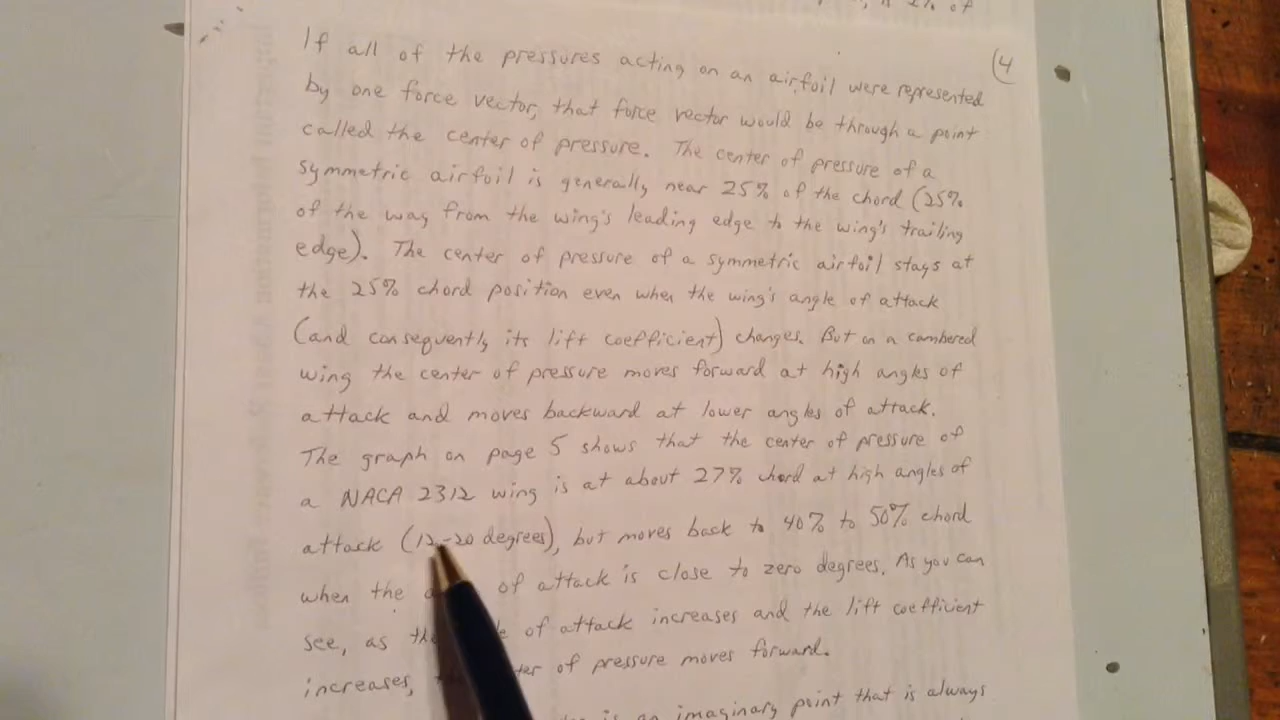 2% of
(4
If all of the pressures acting on an airfoil were represented
by one force vector, that force vector would be through a point
called the center of pressure. The center of pressure of a
symmetric airfoil is generally near 25% of the chord (25%
of the way from the wing's leading edge to the wing's trailing
edge). The center of pressure of a symmetric airfoil stays at
the 25% chord position even when the wing's angle of attack
(and consequently its lift coefficient) changes. But on a cambered
wing the center of pressure moves forward at high angles of
attack and moves backward at lower angles of attack.
The graph on page 5 shows that the center of pressure of
a NACA 2312 wing is at about 27% chord at high angles of
attack (12-20 degrees), but moves back to 40% to 50% chord
when the of attack is close to zero degrees. As you can
see, as of attack increases and the lift coefficient
increases, of pressure moves forward.
is an imaginary point that is always